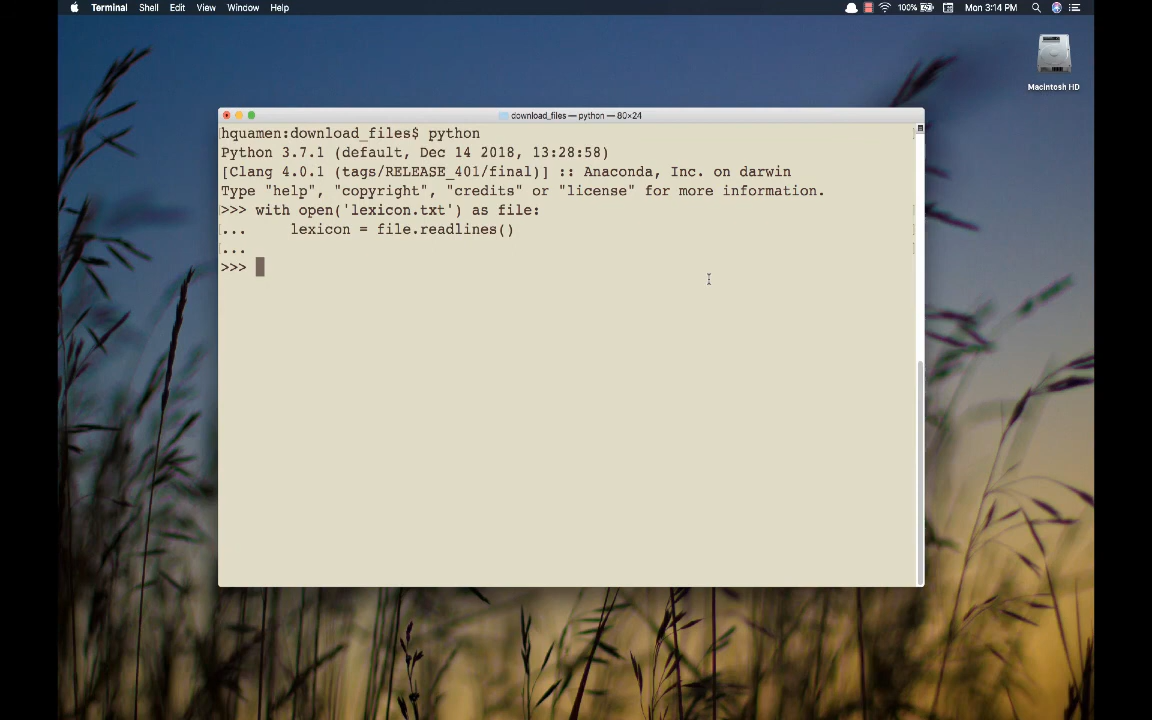 Terminal Shell Edit View Window Help 100% Mon 3:14 PM
Macintosh HD
download_files — python — 80×24
hquamen:download_files$ python
Python 3.7.1 (default, Dec 14 2018, 13:28:58)
[Clang 4.0.1 (tags/RELEASE_401/final)] :: Anaconda, Inc. on darwin
Type "help", "copyright", "credits" or "license" for more information.
>>> with open('lexicon.txt') as file:
...     lexicon = file.readlines()
...
>>>